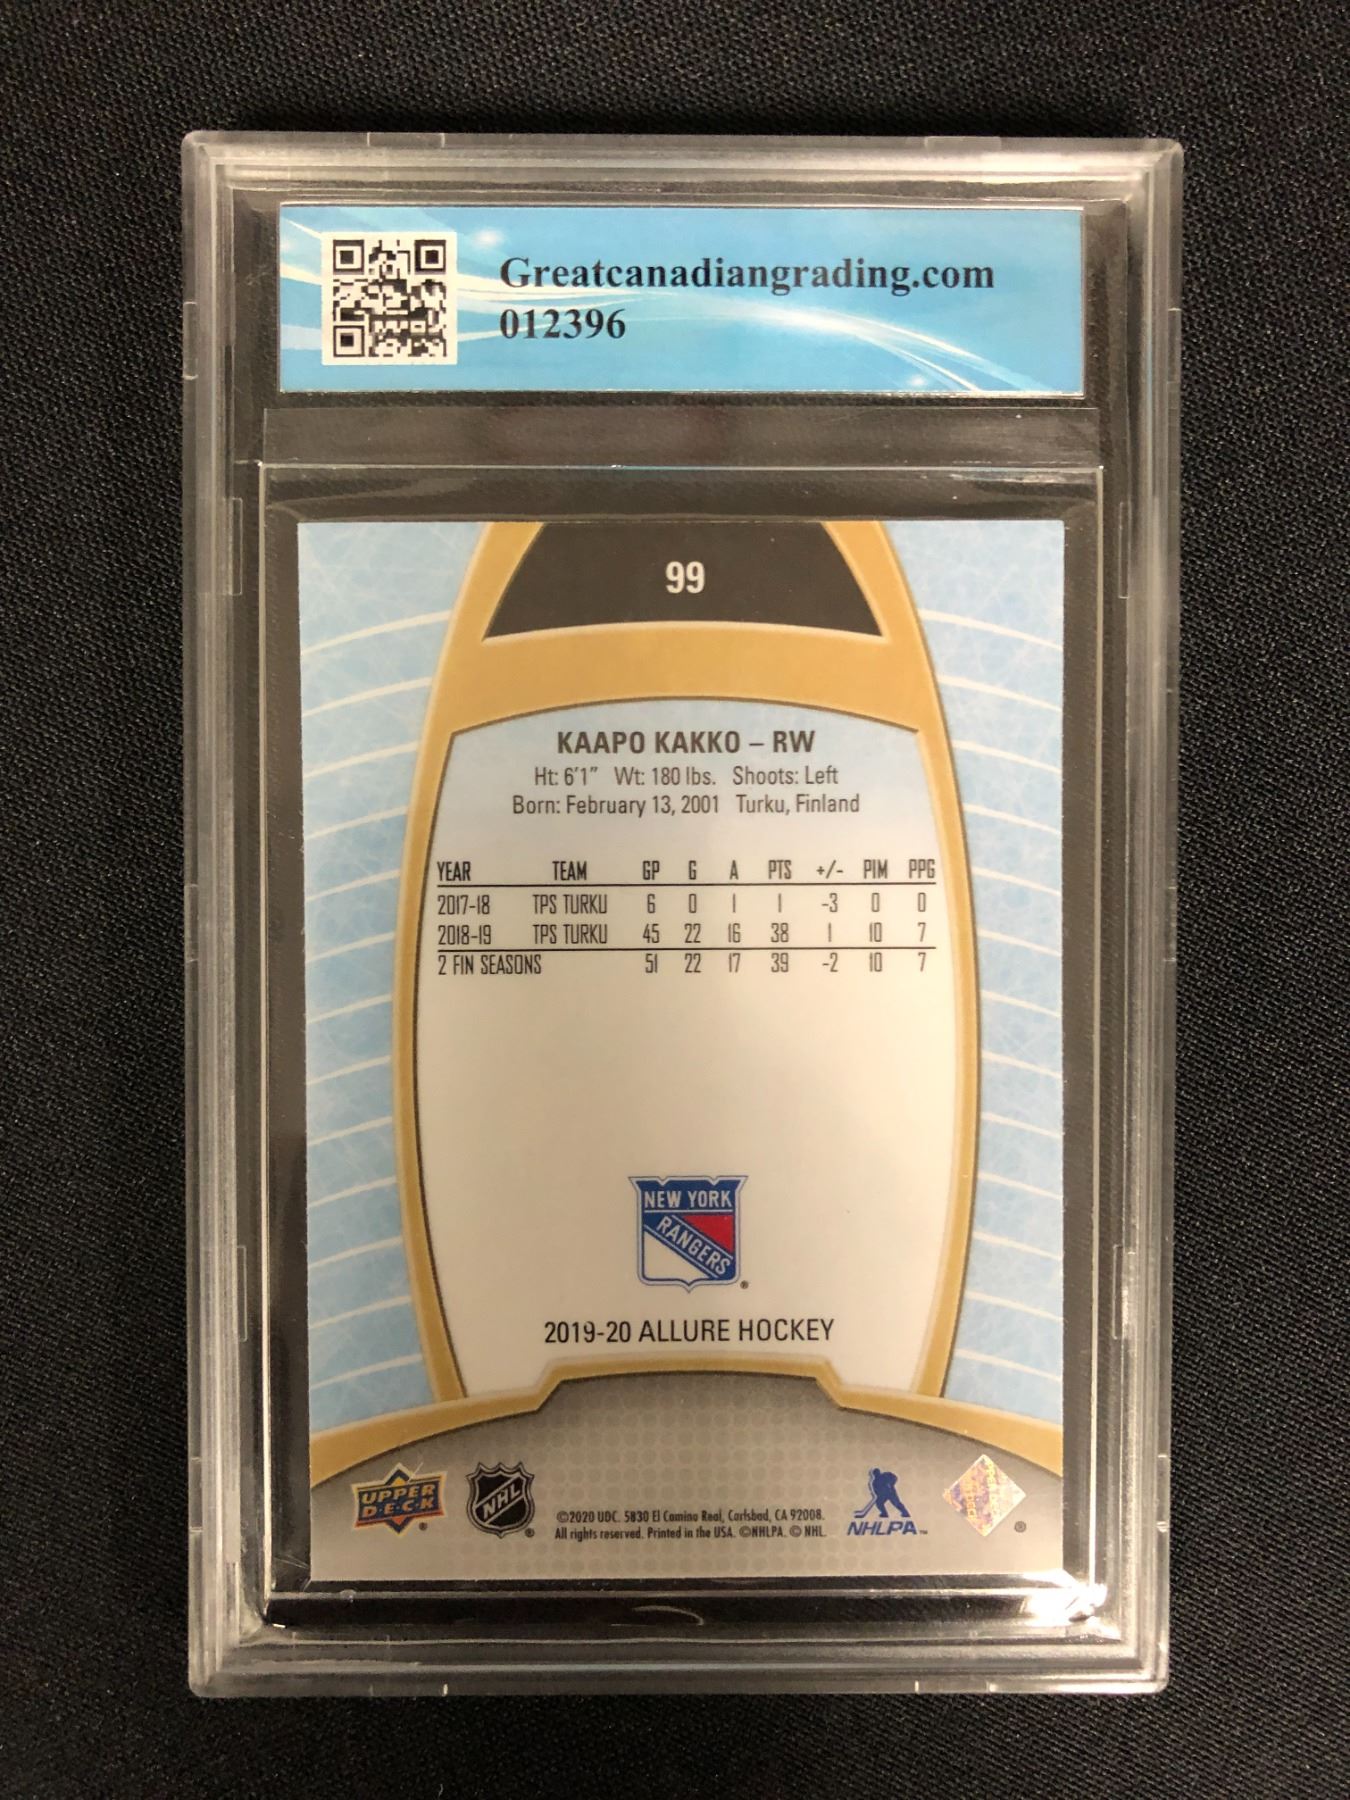 Greatcanadiangrading.com
012396
99
KAAPO KAKKO – RW
Ht: 6'1" Wt: 180 lbs. Shoots: Left
Born: February 13, 2001 Turku, Finland
YEAR TEAM GP G A PTS +/- PIM PPG
2017-18 TPS TURKU 6 0 1 1 -3 0 0
2018-19 TPS TURKU 45 22 16 38 1 10 7
2 FIN SEASONS 51 22 17 39 -2 10 7
NEW YORK
RANGERS
®
2019-20 ALLURE HOCKEY
UPPER
D·E·C·K
®
NHL
®
©2020 UDC. 5830 El Camino Real, Carlsbad, CA 92008.
All rights reserved. Printed in the USA. ©NHLPA. © NHL.
NHLPA™
®